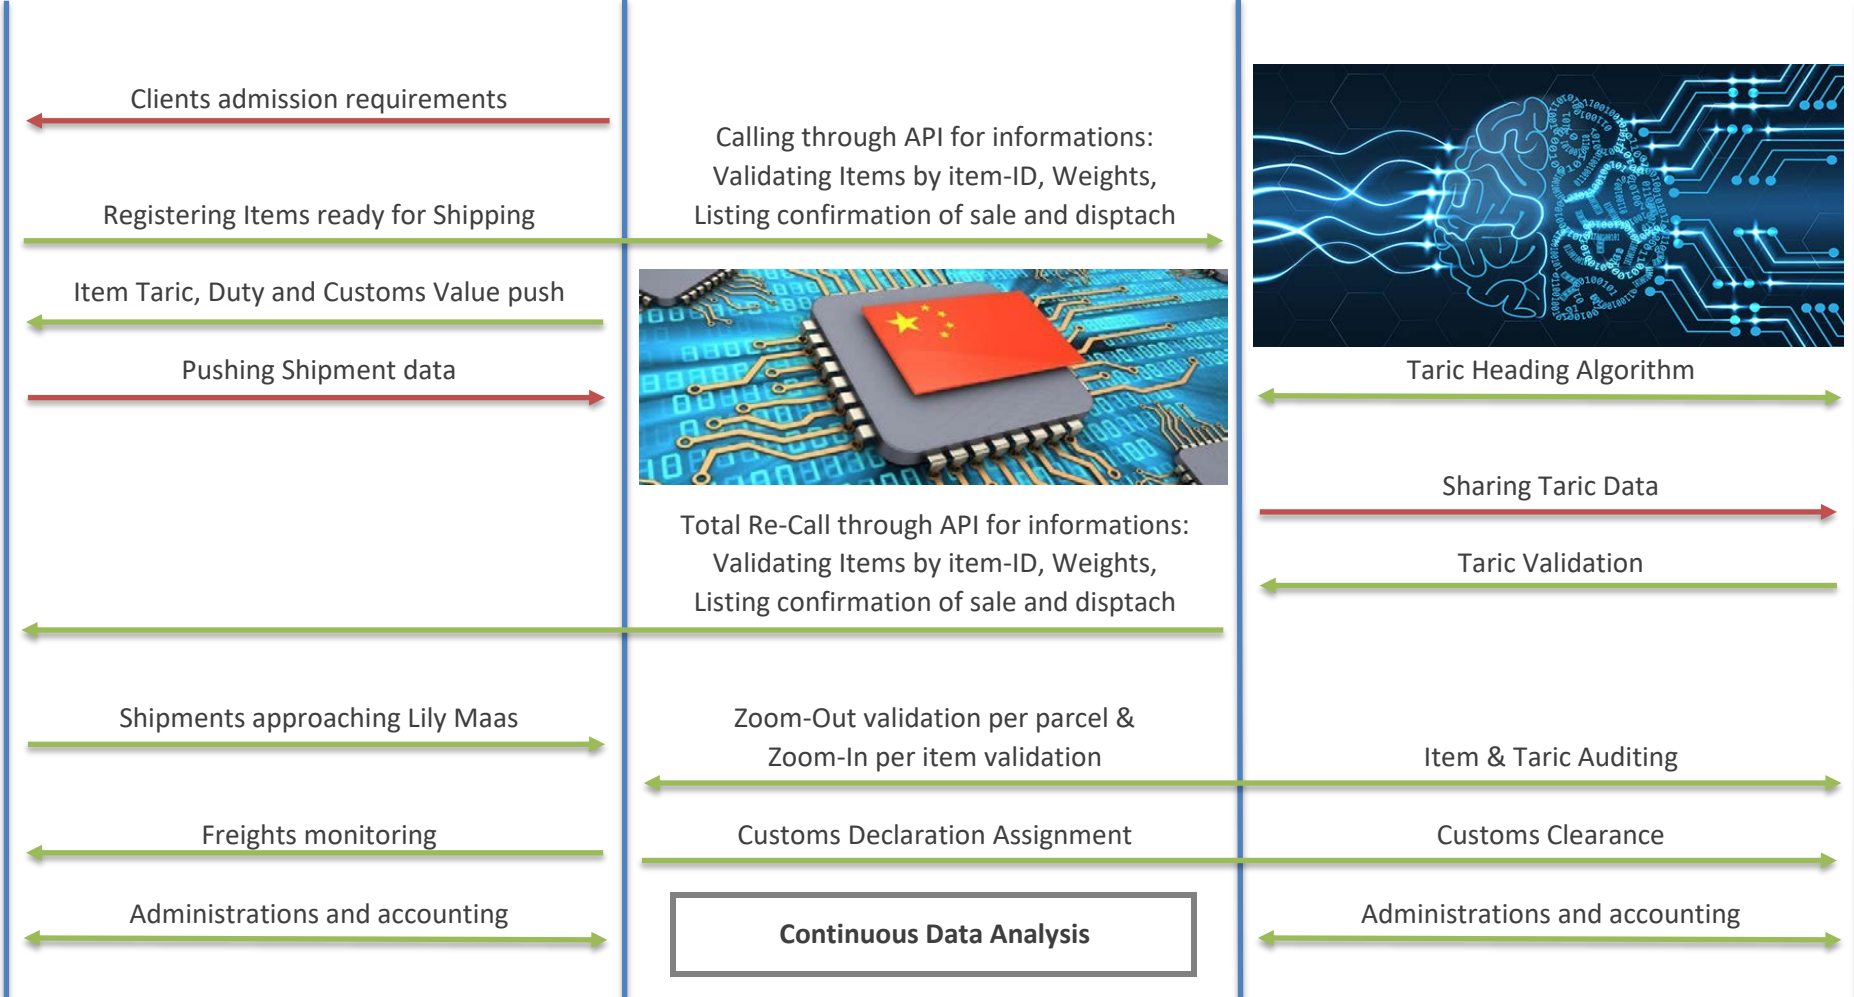 Clients admission requirements
Calling through API for informations:
Validating Items by item-ID, Weights,
Listing confirmation of sale and disptach
Registering Items ready for Shipping
Item Taric, Duty and Customs Value push
Pushing Shipment data
Taric Heading Algorithm
Sharing Taric Data
Total Re-Call through API for informations:
Validating Items by item-ID, Weights,
Listing confirmation of sale and disptach
Taric Validation
Shipments approaching Lily Maas
Zoom-Out validation per parcel &
Zoom-In per item validation
Item & Taric Auditing
Freights monitoring
Customs Declaration Assignment
Customs Clearance
Administrations and accounting
Continuous Data Analysis
Administrations and accounting